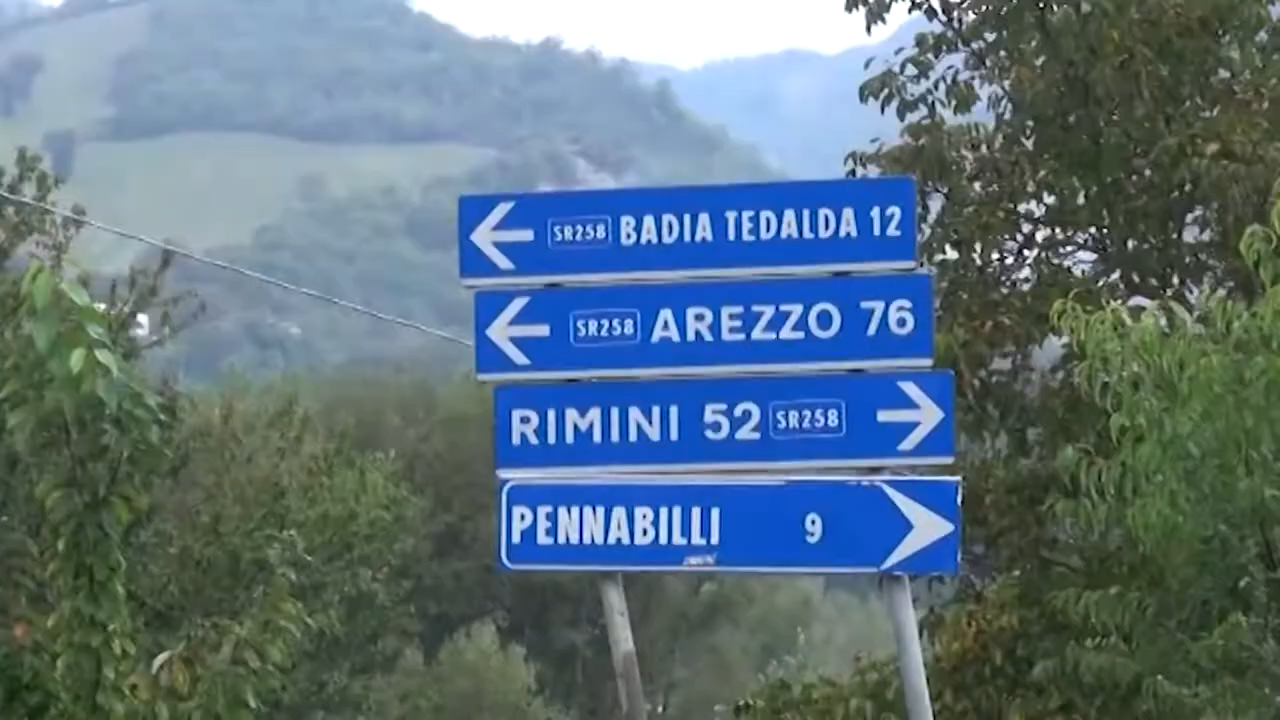 SR258 BADIA TEDALDA 12
SR258 AREZZO 76
RIMINI 52 SR258
PENNABILLI 9